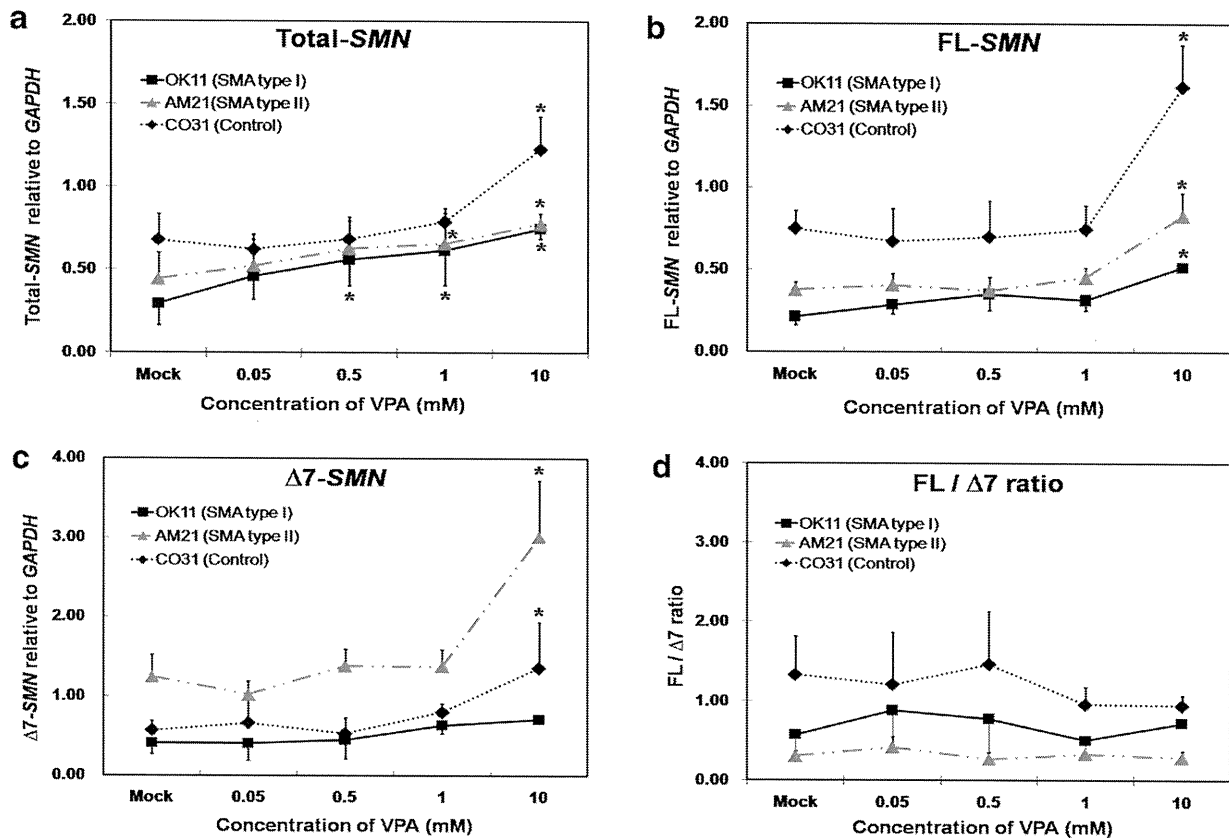 a
Total-SMN
2.00
1.50
1.00
0.50
0.00
Total-SMN relative to GAPDH
OK11 (SMA type I)
AM21 (SMA type II)
CO31 (Control)
*
*
*
*
*
*
Mock 0.05 0.5 1 10
Concentration of VPA (mM)
b
FL-SMN
2.00
1.50
1.00
0.50
0.00
FL-SMN relative to GAPDH
OK11 (SMA type I)
AM21 (SMA type II)
CO31 (Control)
*
*
*
Mock 0.05 0.5 1 10
Concentration of VPA (mM)
c
Δ7-SMN
4.00
3.00
2.00
1.00
0.00
Δ7-SMN relative to GAPDH
OK11 (SMA type I)
AM21 (SMA type II)
CO31 (Control)
*
*
Mock 0.05 0.5 1 10
Concentration of VPA (mM)
d
FL / Δ7 ratio
4.00
3.00
2.00
1.00
0.00
FL / Δ7 ratio
OK11 (SMA type I)
AM21 (SMA type II)
CO31 (Control)
Mock 0.05 0.5 1 10
Concentration of VPA (mM)